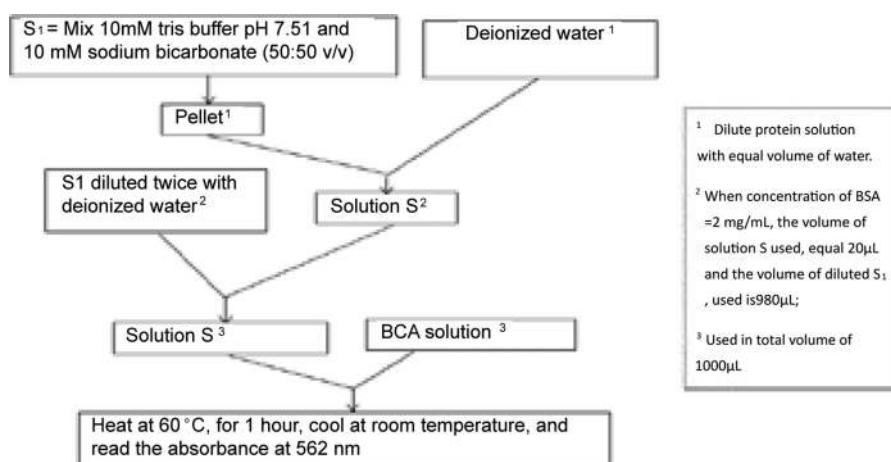 S₁ = Mix 10mM tris buffer pH 7.51 and
10 mM sodium bicarbonate (50:50 v/v)
Deionized water ¹
Pellet¹
S1 diluted twice with
deionized water²
Solution S²
Solution S³
BCA solution ³
Heat at 60 °C, for 1 hour, cool at room temperature, and
read the absorbance at 562 nm
¹ Dilute protein solution
with equal volume of water.
² When concentration of BSA
=2 mg/mL, the volume of
solution S used, equal 20µL
and the volume of diluted S₁
, used is980µL;
³ Used in total volume of
1000µL